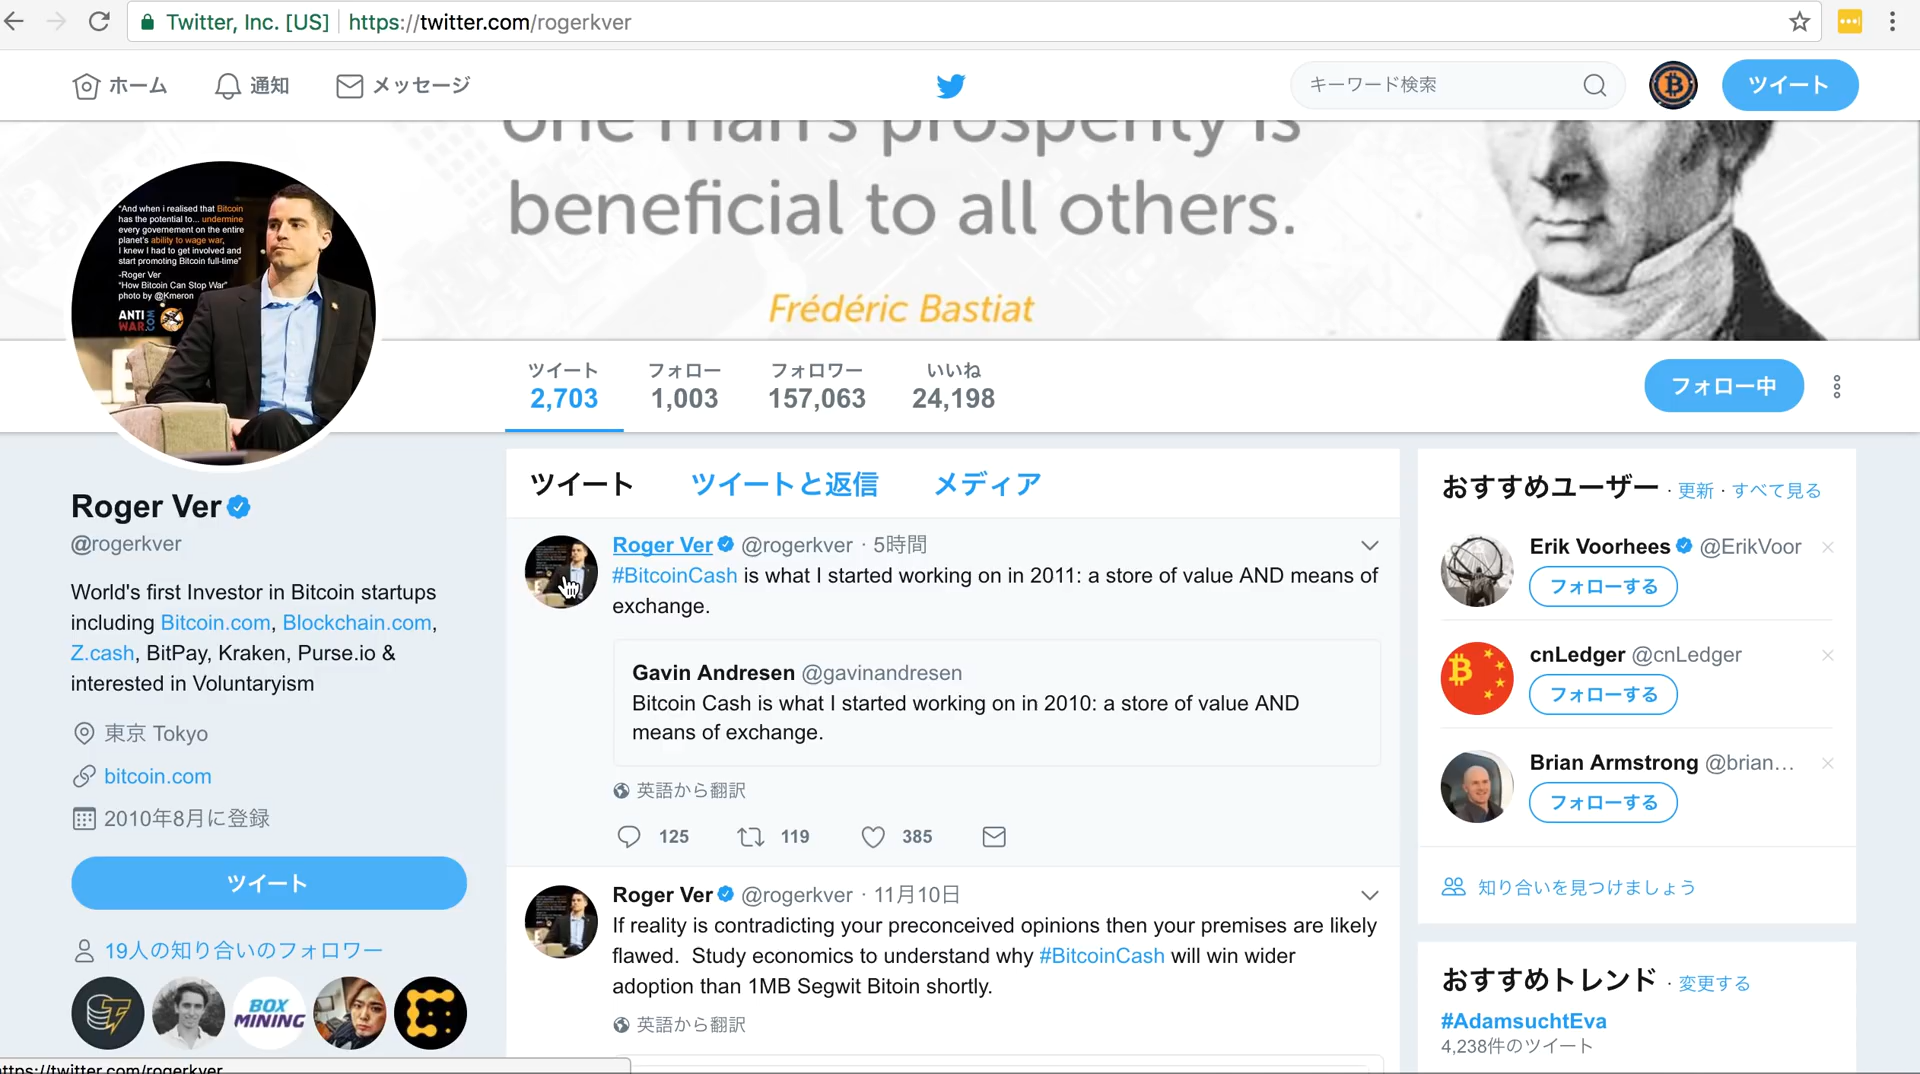 Twitter, Inc. [US] https://twitter.com/rogerkver
ホーム 通知 メッセージ キーワード検索 ツイート
one man's prosperity is
beneficial to all others.
Frédéric Bastiat
"And when i realised that Bitcoin
has the potential to... undermine
every governement on the entire
planet's ability to wage war,
I knew I had to get involved and
start promoting Bitcoin full-time"
-Roger Ver
"How Bitcoin Can Stop War"
photo by @Kmeron
ANTI
WAR.COM
ツイート フォロー フォロワー いいね
2,703 1,003 157,063 24,198
フォロー中
Roger Ver
@rogerkver
World's first Investor in Bitcoin startups
including Bitcoin.com, Blockchain.com,
Z.cash, BitPay, Kraken, Purse.io &
interested in Voluntaryism
東京 Tokyo
bitcoin.com
2010年8月に登録
ツイート
19人の知り合いのフォロワー
BOX
MINING
ツイート ツイートと返信 メディア
Roger Ver @rogerkver · 5時間
#BitcoinCash is what I started working on in 2011: a store of value AND means of
exchange.
Gavin Andresen @gavinandresen
Bitcoin Cash is what I started working on in 2010: a store of value AND
means of exchange.
英語から翻訳
125 119 385
Roger Ver @rogerkver · 11月10日
If reality is contradicting your preconceived opinions then your premises are likely
flawed. Study economics to understand why #BitcoinCash will win wider
adoption than 1MB Segwit Bitoin shortly.
英語から翻訳
おすすめユーザー · 更新 · すべて見る
Erik Voorhees @ErikVoor
フォローする
cnLedger @cnLedger
フォローする
Brian Armstrong @brian...
フォローする
知り合いを見つけましょう
おすすめトレンド · 変更する
#AdamsuchtEva
4,238件のツイート
https://twitter.com/rogerkver